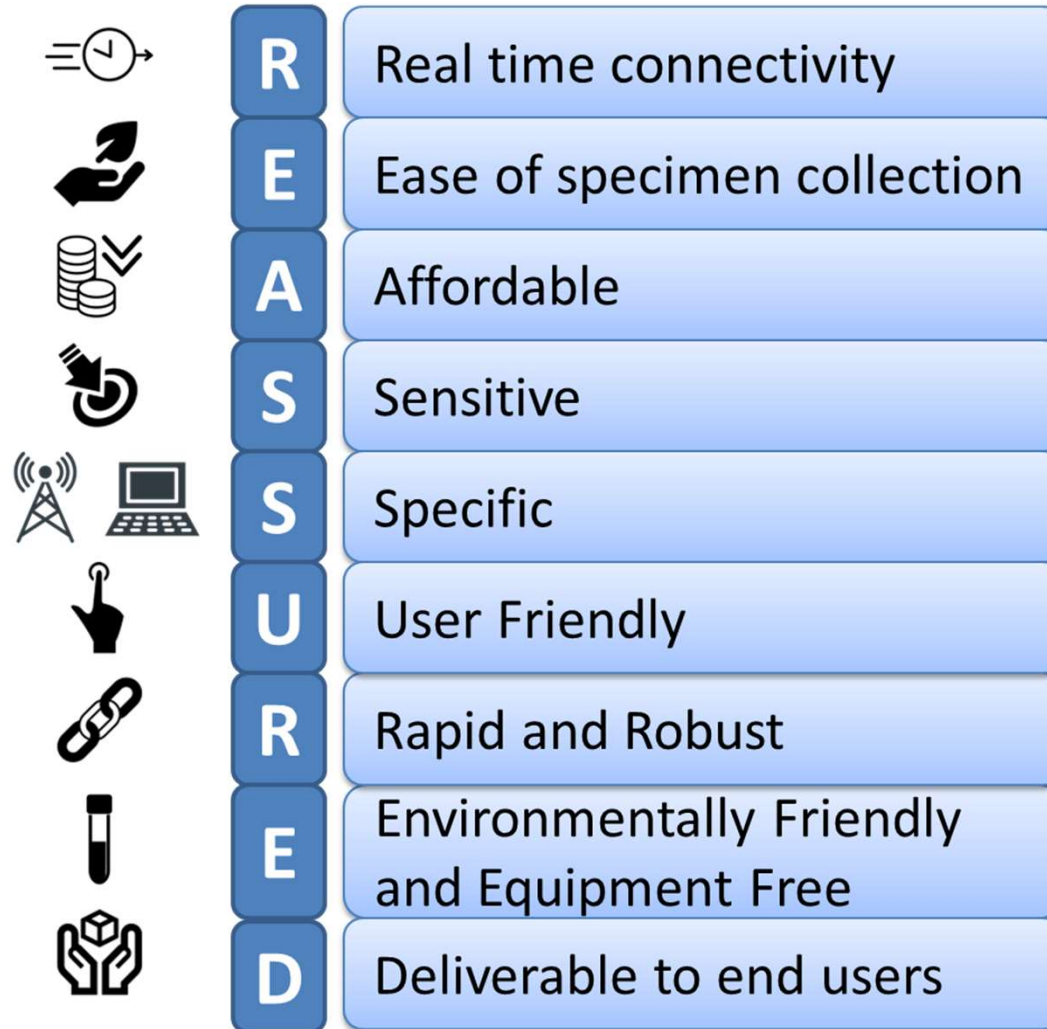 R Real time connectivity
E Ease of specimen collection
A Affordable
S Sensitive
S Specific
U User Friendly
R Rapid and Robust
E Environmentally Friendly
and Equipment Free
D Deliverable to end users